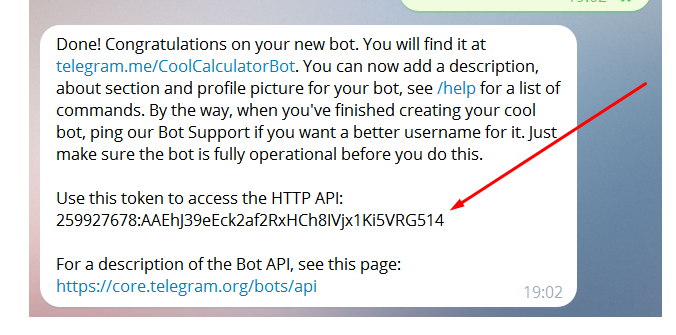 19:02
Done! Congratulations on your new bot. You will find it at
telegram.me/CoolCalculatorBot. You can now add a description,
about section and profile picture for your bot, see /help for a list of
commands. By the way, when you've finished creating your cool
bot, ping our Bot Support if you want a better username for it. Just
make sure the bot is fully operational before you do this.
Use this token to access the HTTP API:
259927678:AAEhJ39eEck2af2RxHCh8lVjx1Ki5VRG514
For a description of the Bot API, see this page:
https://core.telegram.org/bots/api
19:02